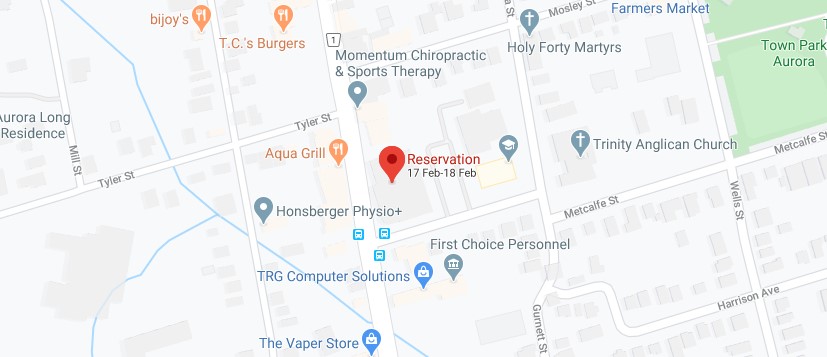 bijoy's
T.C.'s Burgers
1
Mosley St
Farmers Market
Holy Forty Martyrs
Town Park
Aurora
Momentum Chiropractic
& Sports Therapy
Aurora Long
Residence
Tyler St
Mill St
Tyler St
Aqua Grill
Reservation
17 Feb-18 Feb
Trinity Anglican Church
Metcalfe St
Wells St
Honsberger Physio+
Metcalfe St
First Choice Personnel
TRG Computer Solutions
Harrison Ave
Gurnett St
The Vaper Store